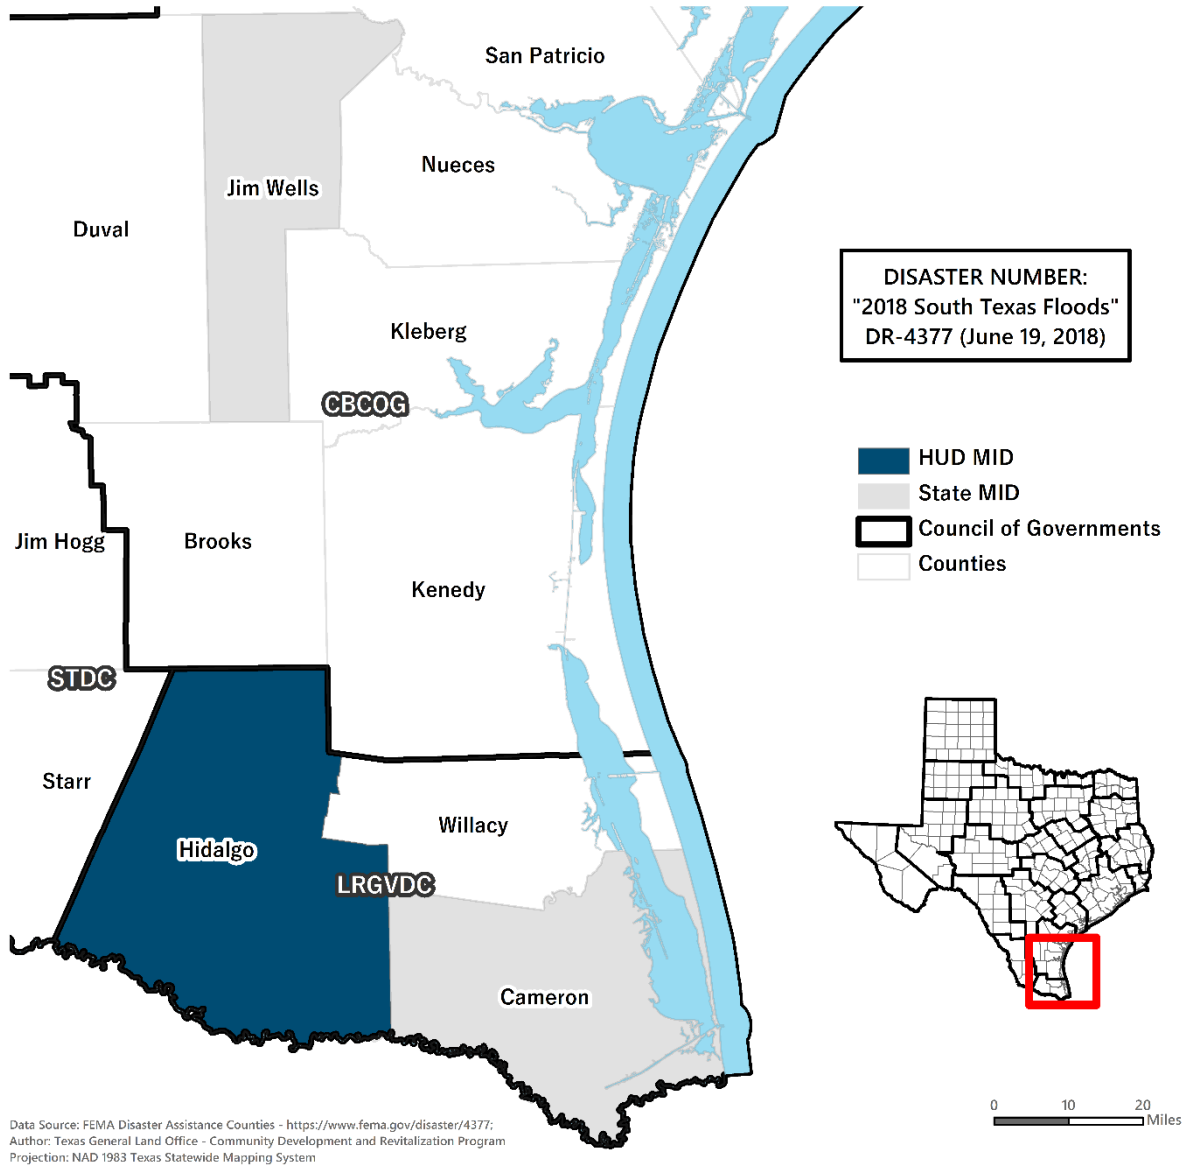 San Patricio
Nueces
Jim Wells
Duval
DISASTER NUMBER:
"2018 South Texas Floods"
DR-4377 (June 19, 2018)
Kleberg
CBCOG
HUD MID
State MID
Council of Governments
Counties
Jim Hogg
Brooks
Kenedy
STDC
Starr
Willacy
Hidalgo
LRGVDC
Cameron
0 10 20
Miles
Data Source: FEMA Disaster Assistance Counties - https://www.fema.gov/disaster/4377;
Author: Texas General Land Office - Community Development and Revitalization Program
Projection: NAD 1983 Texas Statewide Mapping System